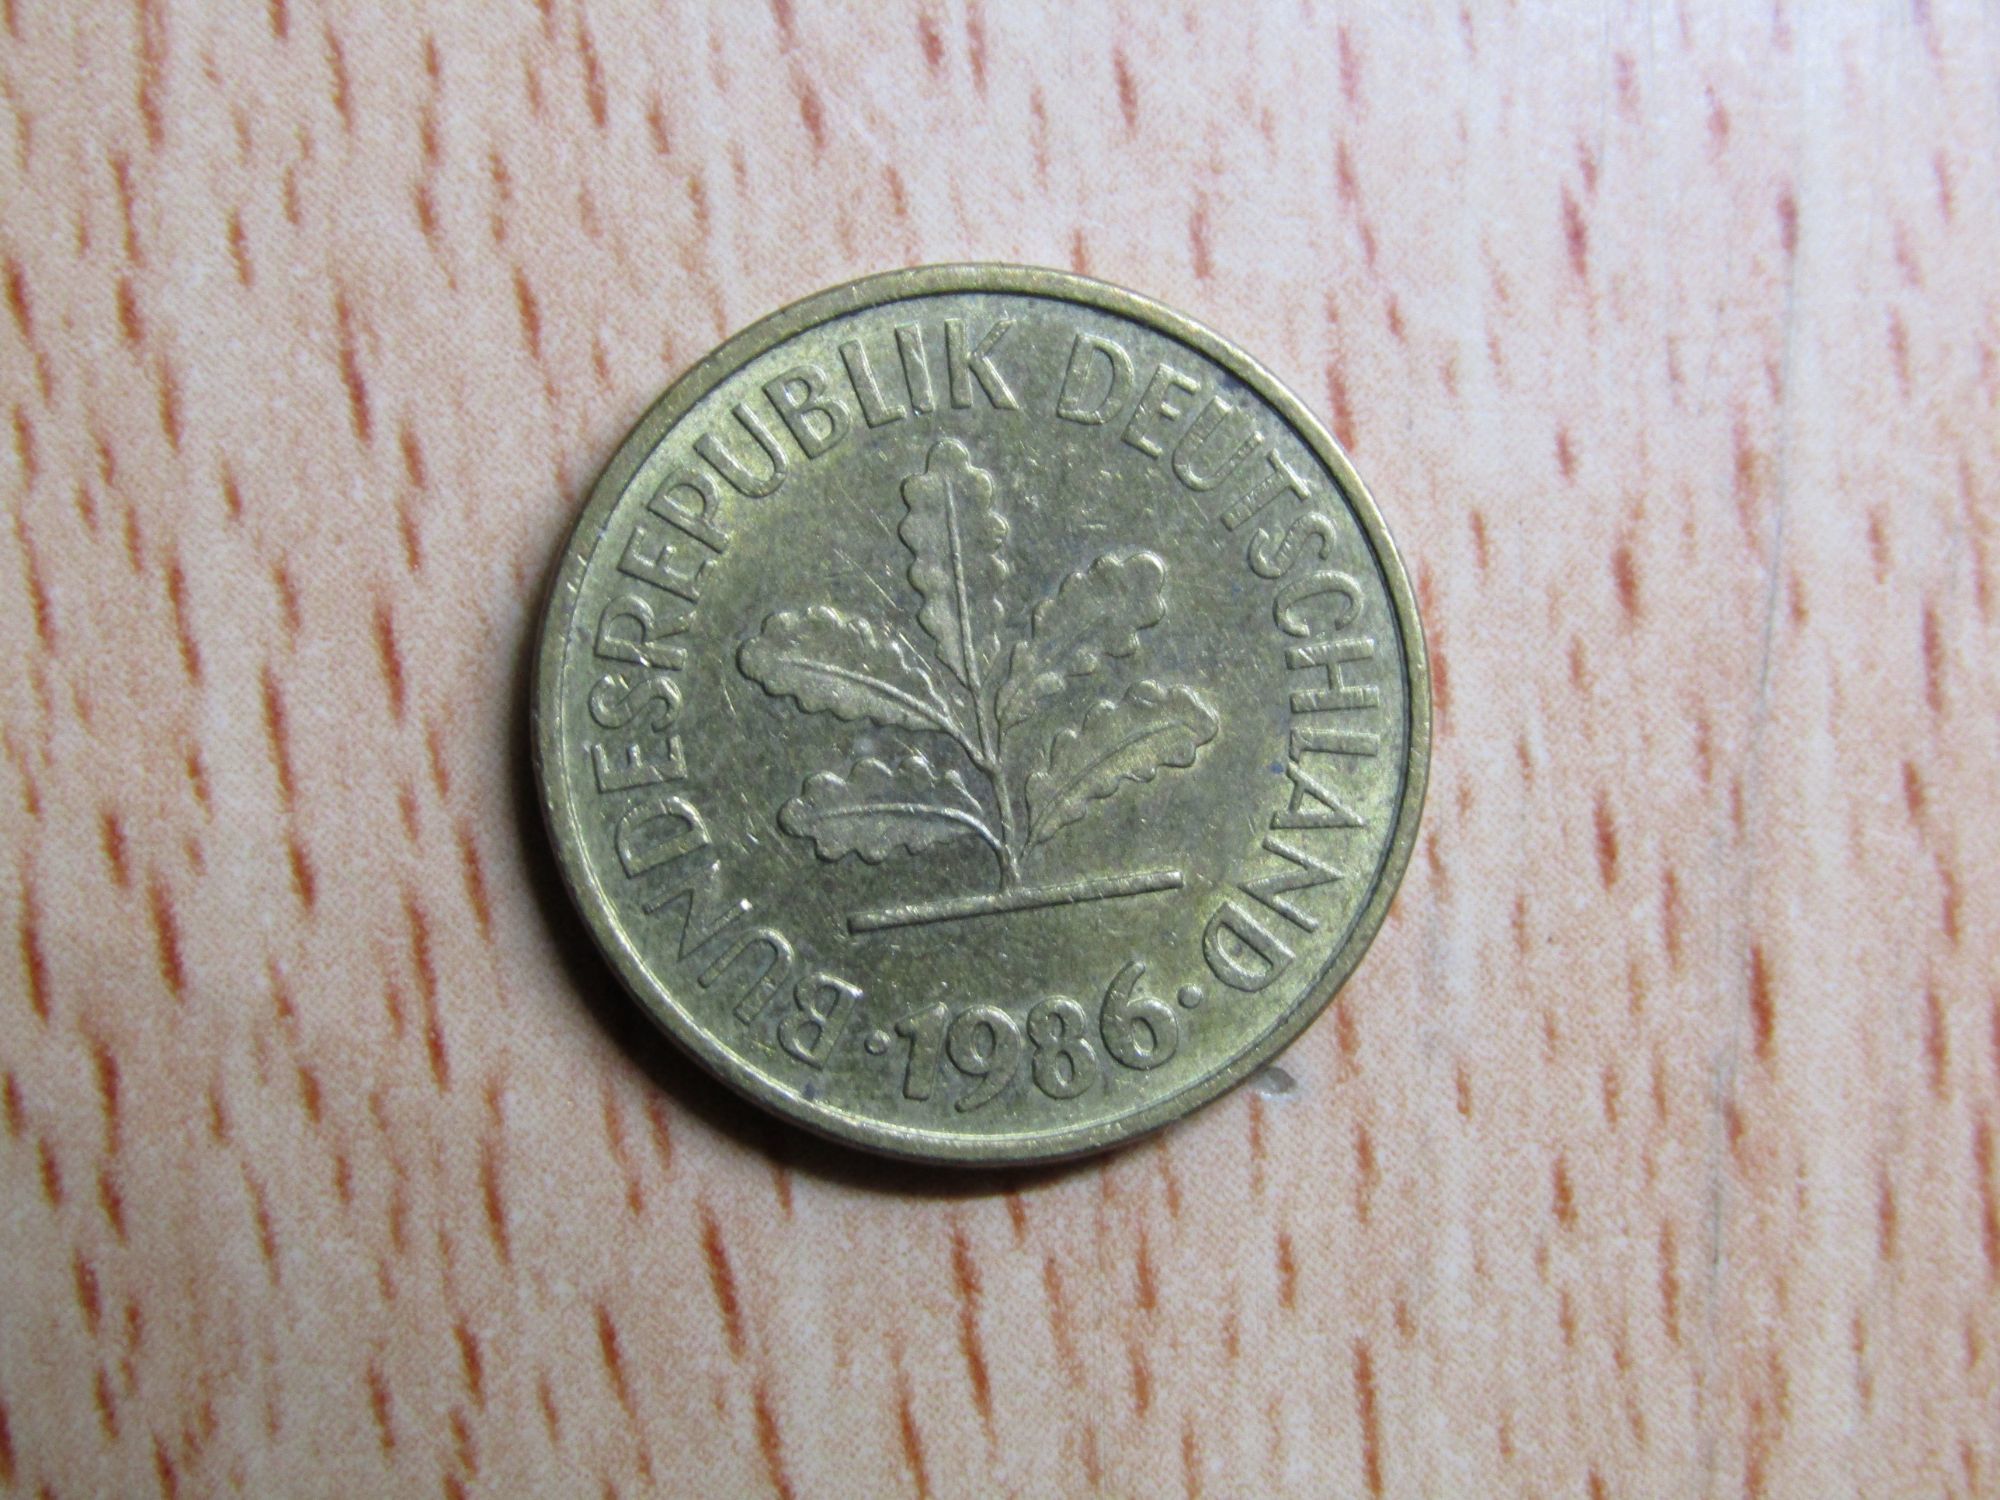 BUNDESREPUBLIK DEUTSCHLAND
· 1986 ·